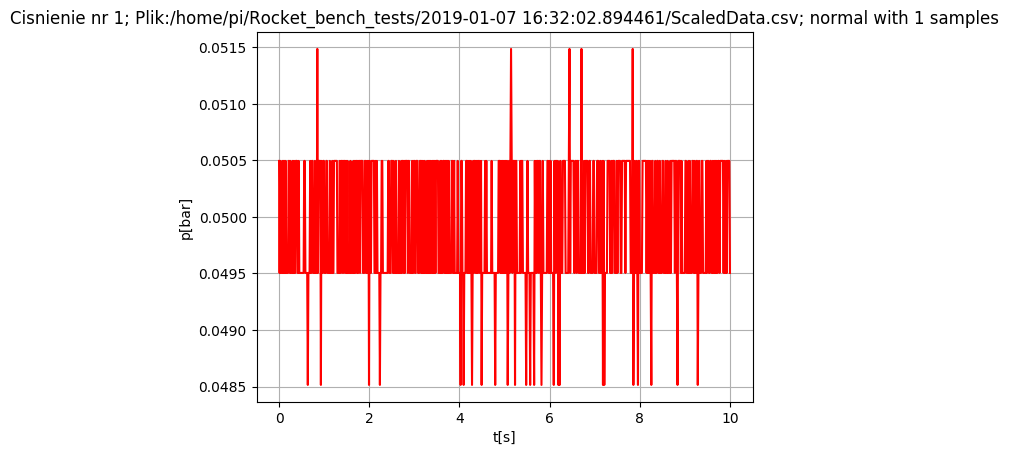 Cisnienie nr 1; Plik:/home/pi/Rocket_bench_tests/2019-01-07 16:32:02.894461/ScaledData.csv; normal with 1 samples
0.0515
0.0510
0.0505
0.0500
0.0495
0.0490
0.0485
p[bar]
0 2 4 6 8 10
t[s]